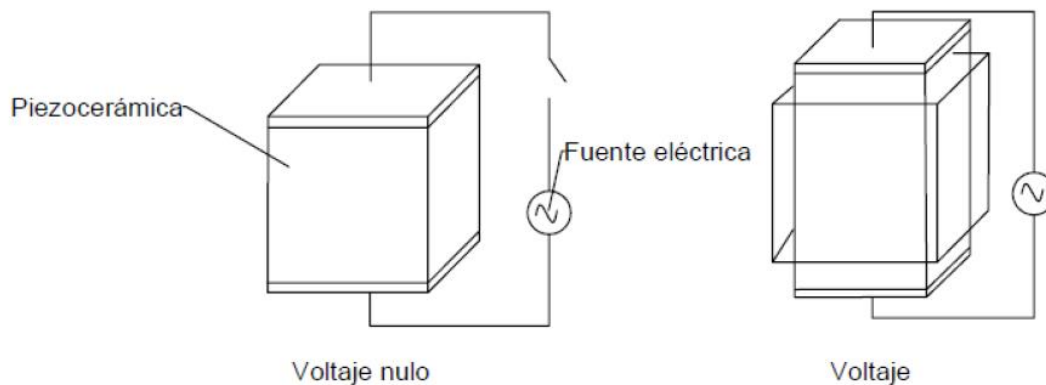 Piezocerámica
Fuente eléctrica
Voltaje nulo
Voltaje